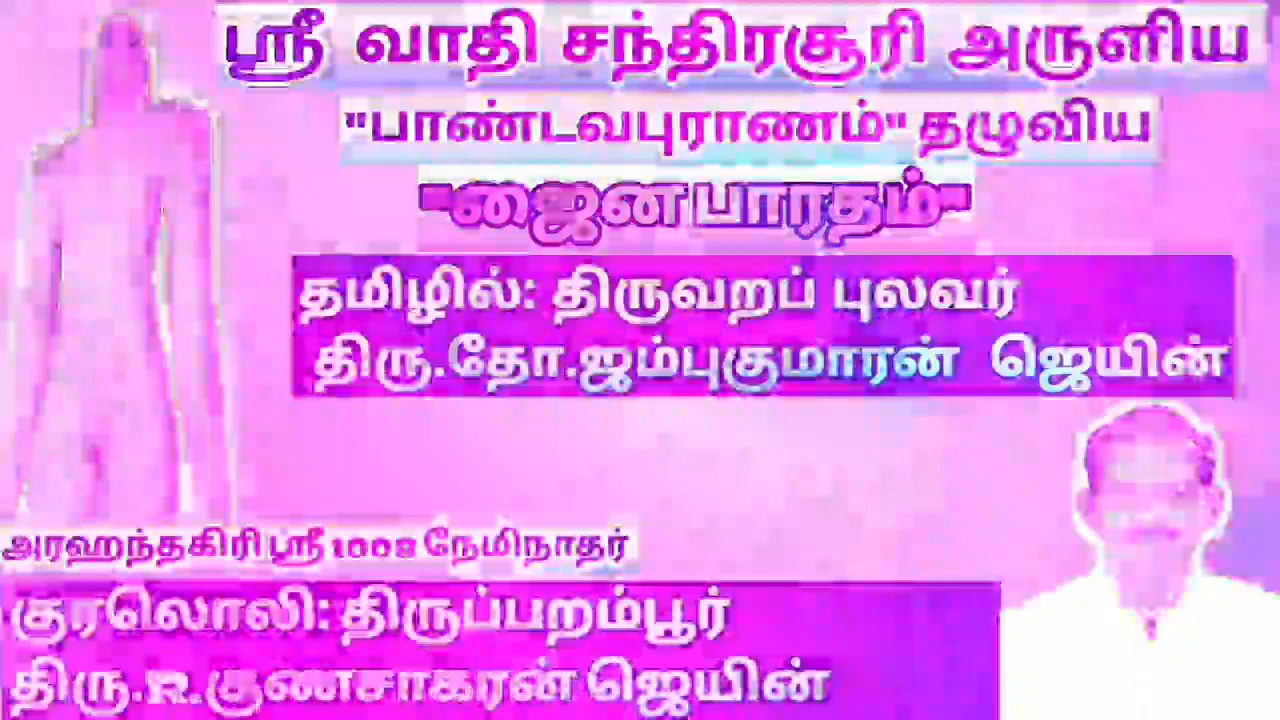 ஸ்ரீ வாதி சந்திரசூரி அருளிய
"பாண்டவபுராணம்" தழுவிய
"ஜைனபாரதம்"
தமிழில்: திருவறப் புலவர்
திரு.தோ.ஜம்புகுமாரன் ஜெயின்
அரஹந்தகிரி ஸ்ரீ 1008 நேமிநாதர்
குரலொலி: திருப்பறம்பூர்
திரு.ஐ.குணசாகரன் ஜெயின்